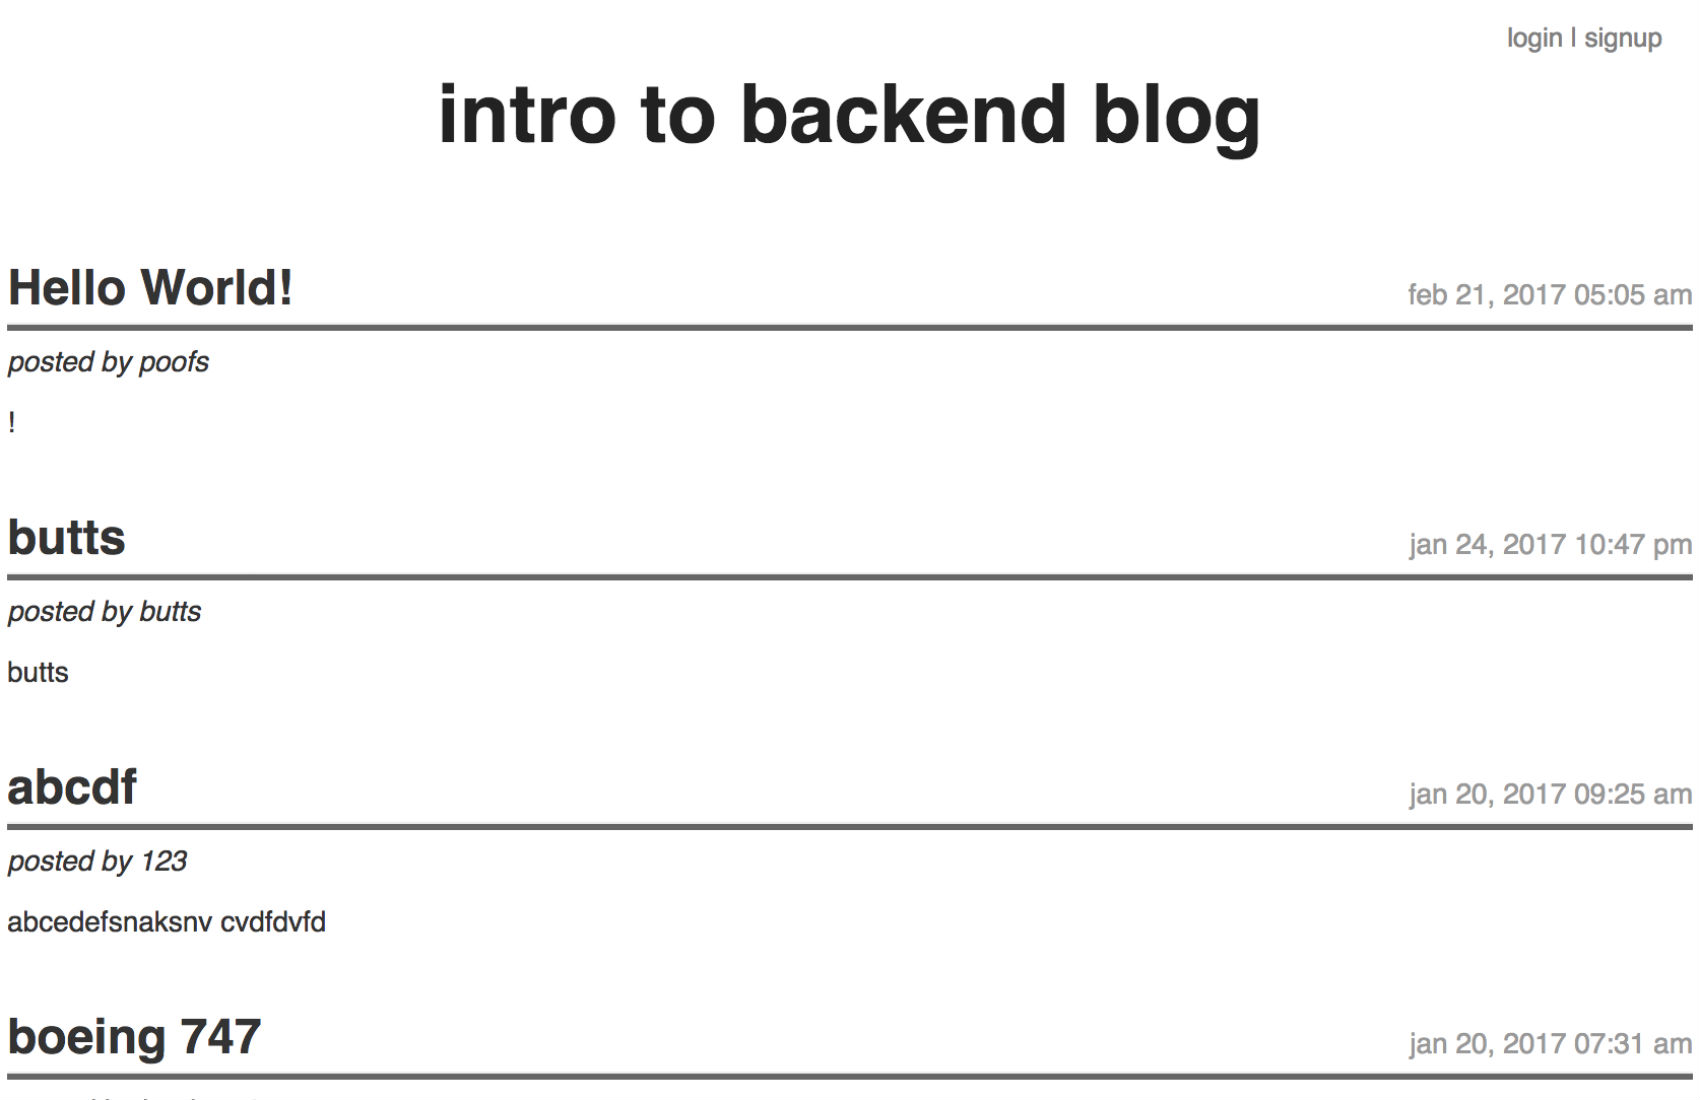 login | signup
intro to backend blog
Hello World!
feb 21, 2017 05:05 am
posted by poofs
!
butts
jan 24, 2017 10:47 pm
posted by butts
butts
abcdf
jan 20, 2017 09:25 am
posted by 123
abcedefsnaksnv cvdfdvfd
boeing 747
jan 20, 2017 07:31 am